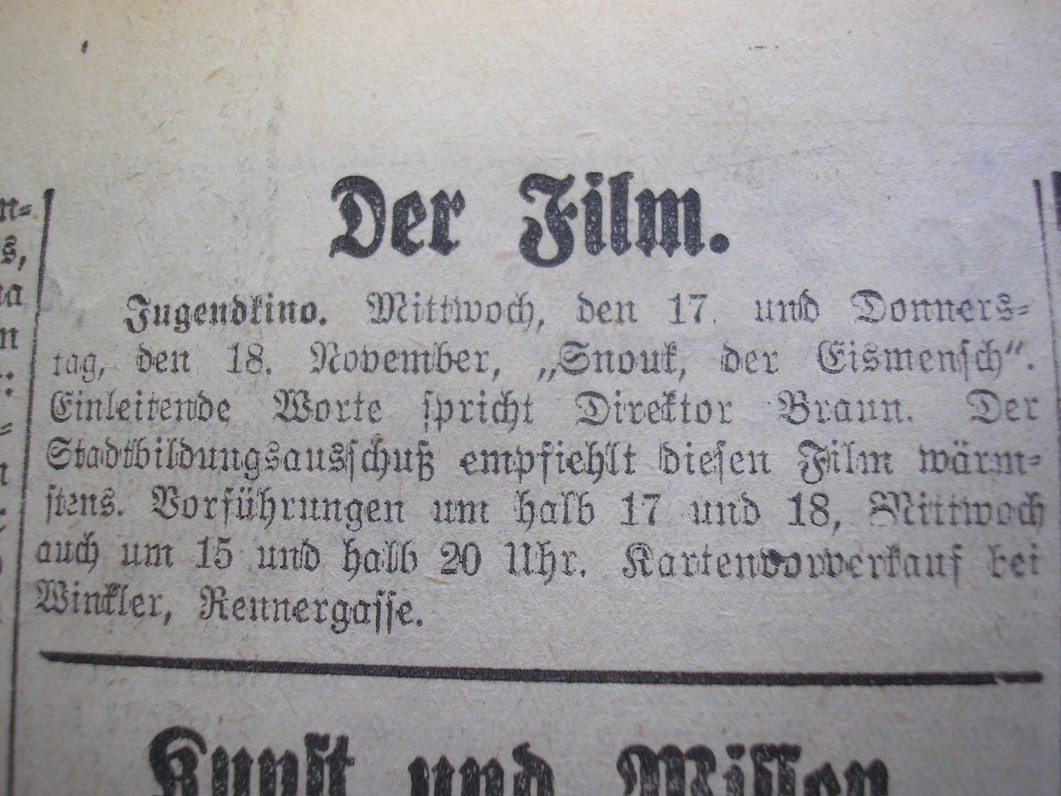 Der Film.
Jugendkino. Mittwoch, den 17. und Donners-
tag, den 18. November, „Snouk, der Eismensch“.
Einleitende Worte spricht Direktor Braun. Der
Stadtbildungsausschuß empfiehlt diesen Film wärm-
stens. Vorführungen um halb 17 und 18, Mittwoch
auch um 15 und halb 20 Uhr. Kartenvorverkauf bei
Winkler, Rennergasse.
Kunst und Wissen